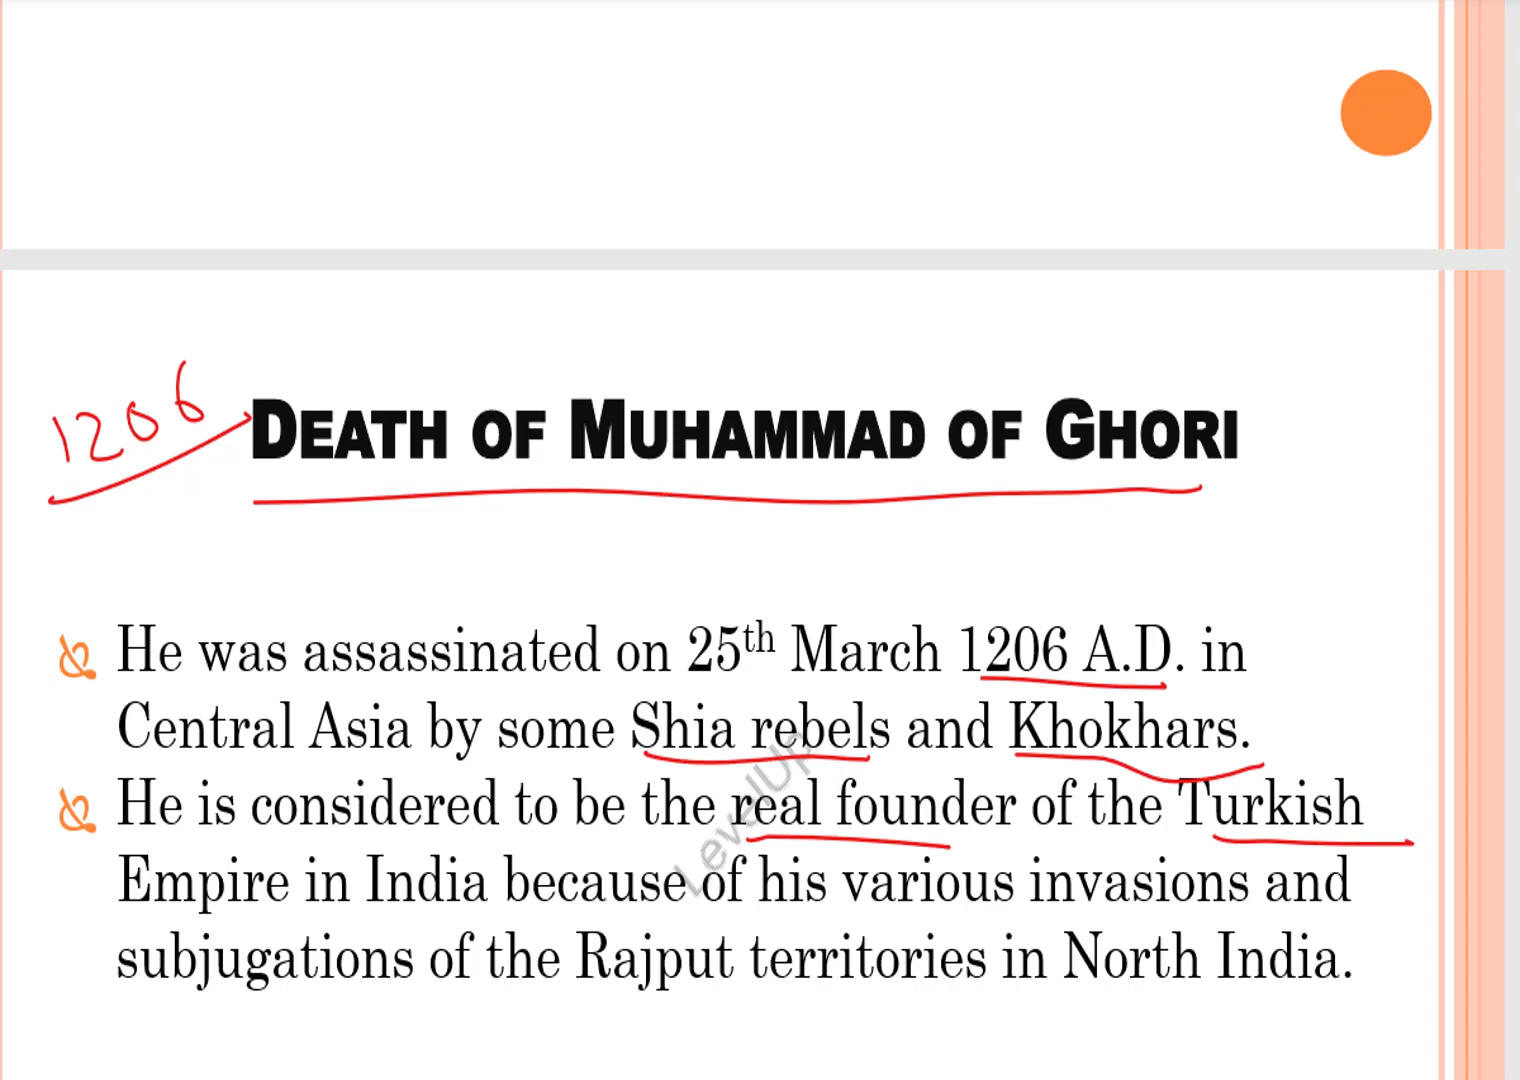 1206
DEATH OF MUHAMMAD OF GHORI
He was assassinated on 25th March 1206 A.D. in
Central Asia by some Shia rebels and Khokhars.
He is considered to be the real founder of the Turkish
Empire in India because of his various invasions and
subjugations of the Rajput territories in North India.
LevelUp